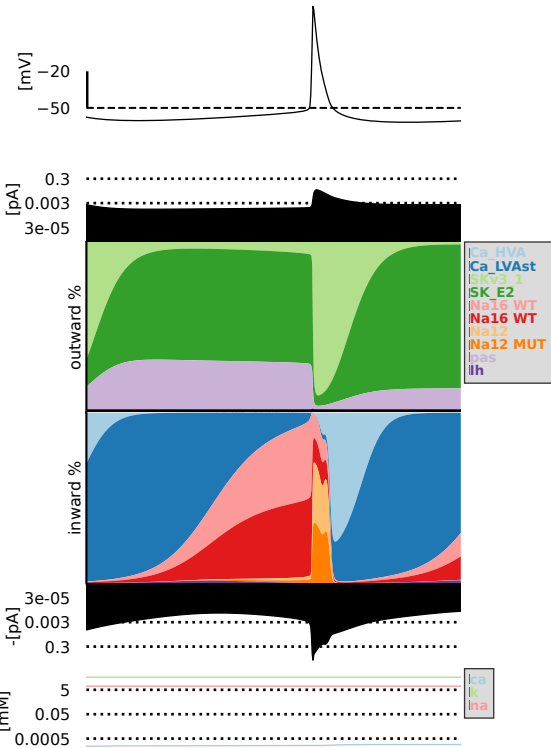 [mV]
−20
−50
[pA]
0.3
0.003
3e-05
outward %
Ca_HVA
Ca_LVAst
SKv3_1
SK_E2
Na16 WT
Na16 WT
Na12
Na12 MUT
pas
Ih
inward %
-[pA]
3e-05
0.003
0.3
ca
k
na
[mM]
5
0.05
0.0005